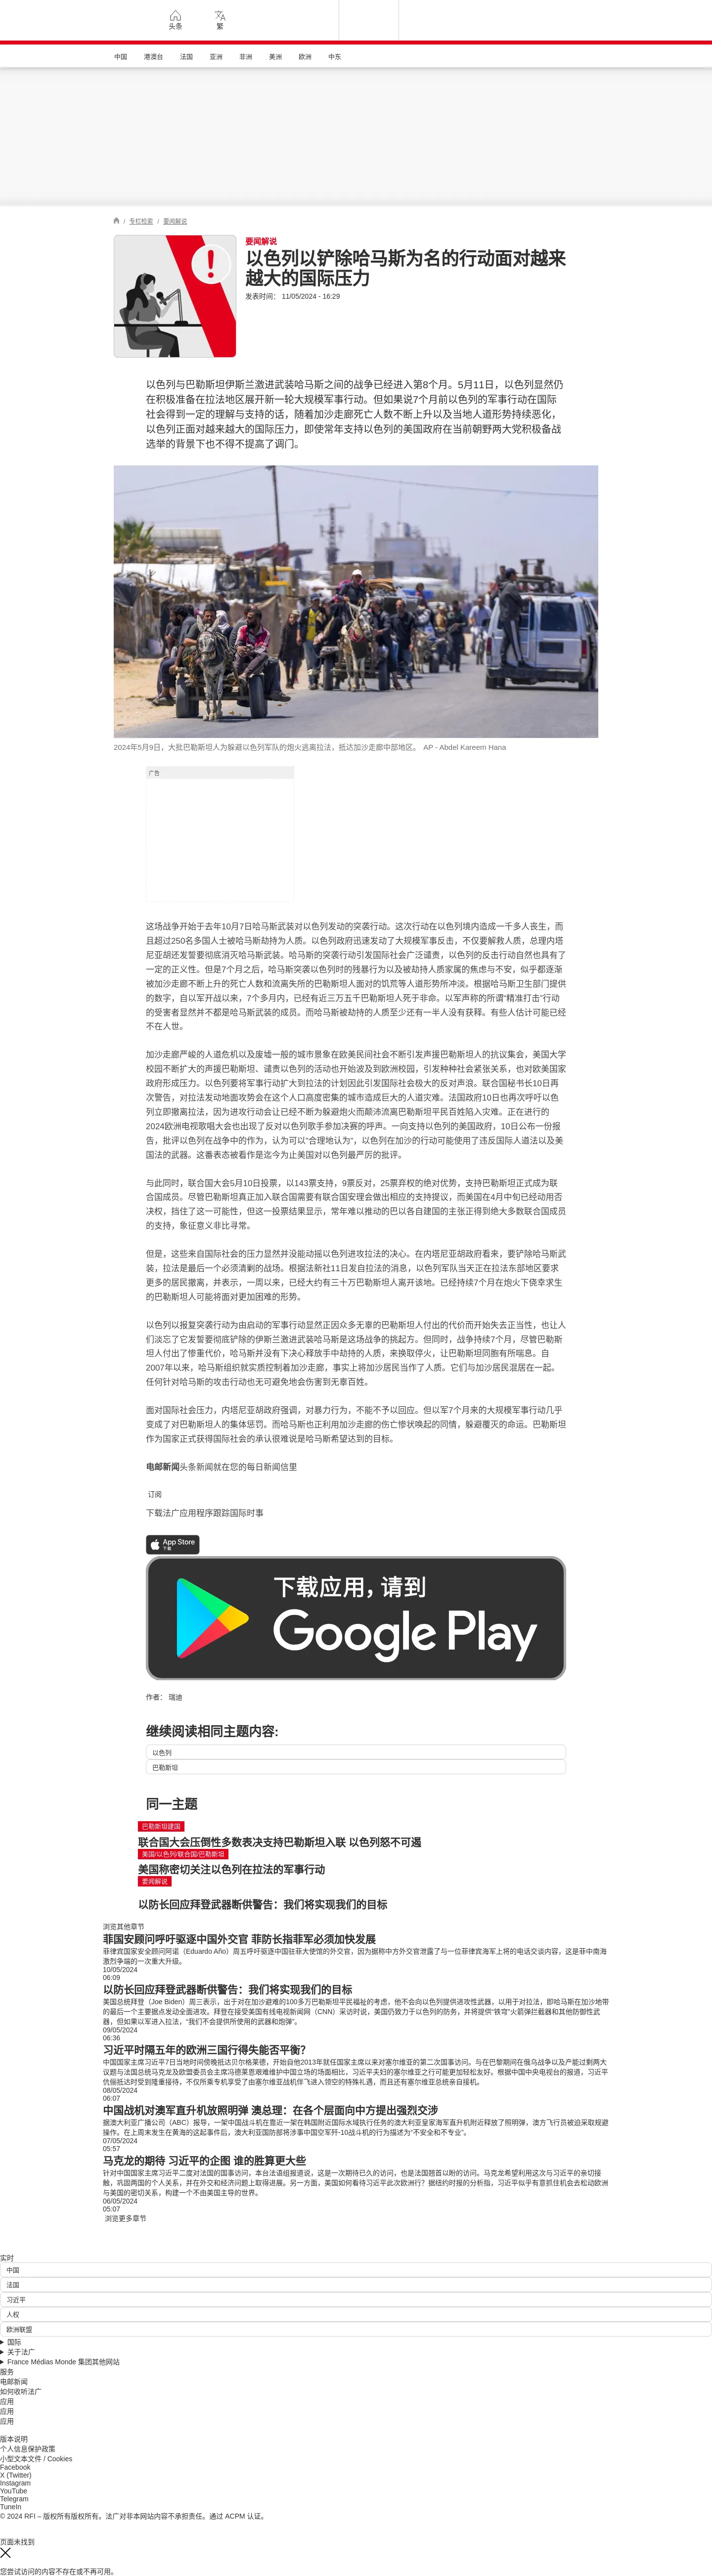 头条
繁
中国
港澳台
法国
亚洲
非洲
美洲
欧洲
中东
/ 专栏检索 / 要闻解说
要闻解说
以色列以铲除哈马斯为名的行动面对越来
越大的国际压力
发表时间： 11/05/2024 - 16:29
以色列与巴勒斯坦伊斯兰激进武装哈马斯之间的战争已经进入第8个月。5月11日，以色列显然仍
在积极准备在拉法地区展开新一轮大规模军事行动。但如果说7个月前以色列的军事行动在国际
社会得到一定的理解与支持的话，随着加沙走廊死亡人数不断上升以及当地人道形势持续恶化，
以色列正面对越来越大的国际压力，即使常年支持以色列的美国政府在当前朝野两大党积极备战
选举的背景下也不得不提高了调门。
2024年5月9日，大批巴勒斯坦人为躲避以色列军队的炮火逃离拉法，抵达加沙走廊中部地区。 AP - Abdel Kareem Hana
广告
这场战争开始于去年10月7日哈马斯武装对以色列发动的突袭行动。这次行动在以色列境内造成一千多人丧生，而
且超过250名多国人士被哈马斯劫持为人质。以色列政府迅速发动了大规模军事反击，不仅要解救人质，总理内塔
尼亚胡还发誓要彻底消灭哈马斯武装。哈马斯的突袭行动引发国际社会广泛谴责，以色列的反击行动自然也具有了
一定的正义性。但是7个月之后，哈马斯突袭以色列时的残暴行为以及被劫持人质家属的焦虑与不安，似乎都逐渐
被加沙走廊不断上升的死亡人数和流离失所的巴勒斯坦人面对的饥荒等人道形势所冲淡。根据哈马斯卫生部门提供
的数字，自以军开战以来，7个多月内，已经有近三万五千巴勒斯坦人死于非命。以军声称的所谓“精准打击”行动
的受害者显然并不都是哈马斯武装的成员。而哈马斯被劫持的人质至少还有一半人没有获释。有些人估计可能已经
不在人世。
加沙走廊严峻的人道危机以及废墟一般的城市景象在欧美民间社会不断引发声援巴勒斯坦人的抗议集会，美国大学
校园不断扩大的声援巴勒斯坦、谴责以色列的活动也开始波及到欧洲校园，引发种种社会紧张关系，也对欧美国家
政府形成压力。以色列要将军事行动扩大到拉法的计划因此引发国际社会极大的反对声浪。联合国秘书长10日再
次警告，对拉法发动地面攻势会在这个人口高度密集的城市造成巨大的人道灾难。法国政府10日也再次呼吁以色
列立即撤离拉法，因为进攻行动会让已经不断为躲避炮火而颠沛流离巴勒斯坦平民百姓陷入灾难。正在进行的
2024欧洲电视歌唱大会也出现了反对以色列歌手参加决赛的呼声。一向支持以色列的美国政府，10日公布一份报
告，批评以色列在战争中的作为，认为可以“合理地认为“，以色列在加沙的行动可能使用了违反国际人道法以及美
国法的武器。这番表态被看作是迄今为止美国对以色列最严厉的批评。
与此同时，联合国大会5月10日投票，以143票支持，9票反对，25票弃权的绝对优势，支持巴勒斯坦正式成为联
合国成员。尽管巴勒斯坦真正加入联合国需要有联合国安理会做出相应的支持提议，而美国在4月中旬已经动用否
决权，挡住了这一可能性，但这一投票结果显示，常年难以推动的巴以各自建国的主张正得到绝大多数联合国成员
的支持，象征意义非比寻常。
但是，这些来自国际社会的压力显然并没能动摇以色列进攻拉法的决心。在内塔尼亚胡政府看来，要铲除哈马斯武
装，拉法是最后一个必须清剿的战场。根据法新社11日发自拉法的消息，以色列军队当天正在拉法东部地区要求
更多的居民撤离，并表示，一周以来，已经大约有三十万巴勒斯坦人离开该地。已经持续7个月在炮火下侥幸求生
的巴勒斯坦人可能将面对更加困难的形势。
以色列以报复突袭行动为由启动的军事行动显然正因众多无辜的巴勒斯坦人付出的代价而开始失去正当性，也让人
们淡忘了它发誓要彻底铲除的伊斯兰激进武装哈马斯是这场战争的挑起方。但同时，战争持续7个月，尽管巴勒斯
坦人付出了惨重代价，哈马斯并没有下决心释放手中劫持的人质，来换取停火，让巴勒斯坦同胞有所喘息。自
2007年以来，哈马斯组织就实质控制着加沙走廊，事实上将加沙居民当作了人质。它们与加沙居民混居在一起。
任何针对哈马斯的攻击行动也无可避免地会伤害到无辜百姓。
面对国际社会压力，内塔尼亚胡政府强调，对暴力行为，不能不予以回应。但以军7个月来的大规模军事行动几乎
变成了对巴勒斯坦人的集体惩罚。而哈马斯也正利用加沙走廊的伤亡惨状唤起的同情，躲避覆灭的命运。巴勒斯坦
作为国家正式获得国际社会的承认很难说是哈马斯希望达到的目标。
电邮新闻头条新闻就在您的每日新闻信里
订阅
下载法广应用程序跟踪国际时事
App Store
下载
下载应用，请到
Google Play
作者： 瑞迪
继续阅读相同主题内容:
以色列
巴勒斯坦
同一主题
巴勒斯坦建国
联合国大会压倒性多数表决支持巴勒斯坦入联 以色列怒不可遏
美国/以色列/联合国/巴勒斯坦
美国称密切关注以色列在拉法的军事行动
要闻解说
以防长回应拜登武器断供警告：我们将实现我们的目标
浏览其他章节
菲国安顾问呼吁驱逐中国外交官 菲防长指菲军必须加快发展
菲律宾国家安全顾问阿诺（Eduardo Año）周五呼吁驱逐中国驻菲大使馆的外交官，因为据称中方外交官泄露了与一位菲律宾海军上将的电话交谈内容，这是菲中南海
激烈争端的一次重大升级。
10/05/2024
06:09
以防长回应拜登武器断供警告：我们将实现我们的目标
美国总统拜登（Joe Biden）周三表示，出于对在加沙避难的100多万巴勒斯坦平民福祉的考虑，他不会向以色列提供进攻性武器，以用于对拉法，即哈马斯在加沙地带
的最后一个主要据点发动全面进攻。拜登在接受美国有线电视新闻网（CNN）采访时说，美国仍致力于以色列的防务，并将提供“铁穹”火箭弹拦截器和其他防御性武
器，但如果以军进入拉法，“我们不会提供所使用的武器和炮弹”。
09/05/2024
06:36
习近平时隔五年的欧洲三国行得失能否平衡？
中国国家主席习近平7日当地时间傍晚抵达贝尔格莱德，开始自他2013年就任国家主席以来对塞尔维亚的第二次国事访问。与在巴黎期间在俄乌战争以及产能过剩两大
议题与法国总统马克龙及欧盟委员会主席冯德莱恩艰难维护中国立场的场面相比，习近平夫妇的塞尔维亚之行可能更加轻松友好。根据中国中央电视台的报道，习近平
伉俪抵达时受到隆重接待，不仅所乘专机享受了由塞尔维亚战机伴飞进入领空的特殊礼遇，而且还有塞尔维亚总统亲自接机。
08/05/2024
06:07
中国战机对澳军直升机放照明弹 澳总理：在各个层面向中方提出强烈交涉
据澳大利亚广播公司（ABC）报导，一架中国战斗机在靠近一架在韩国附近国际水域执行任务的澳大利亚皇家海军直升机附近释放了照明弹，澳方飞行员被迫采取规避
操作。在上周末发生在黄海的这起事件后，澳大利亚国防部将涉事中国空军歼-10战斗机的行为描述为“不安全和不专业”。
07/05/2024
05:57
马克龙的期待 习近平的企图 谁的胜算更大些
针对中国国家主席习近平二度对法国的国事访问，本台法语组报道说，这是一次期待已久的访问，也是法国翘首以盼的访问。马克龙希望利用这次与习近平的亲切接
触，巩固两国的个人关系，并在外交和经济问题上取得进展。另一方面，美国如何看待习近平此次欧洲行？据纽约时报的分析指，习近平似乎有意抓住机会去松动欧洲
与美国的密切关系，构建一个不由美国主导的世界。
06/05/2024
05:07
浏览更多章节
实时
中国
法国
习近平
人权
欧洲联盟
国际
关于法广
France Médias Monde 集团其他网站
服务
电邮新闻
如何收听法广
应用
应用
应用
版本说明
个人信息保护政策
小型文本文件 / Cookies
Facebook
X (Twitter)
Instagram
YouTube
Telegram
TuneIn
© 2024 RFI – 版权所有版权所有。法广对非本网站内容不承担责任。通过 ACPM 认证。
页面未找到
您尝试访问的内容不存在或不再可用。